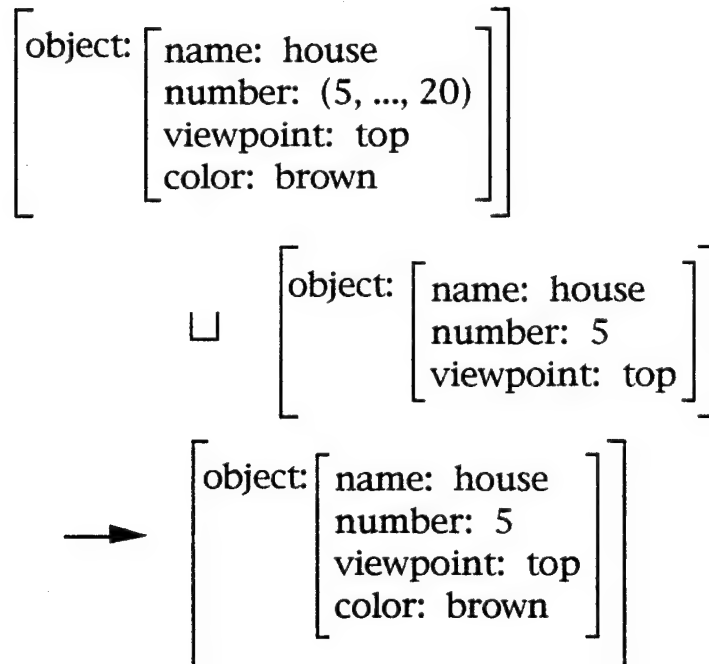 object: name: house
number: (5, ..., 20)
viewpoint: top
color: brown
⊔ object: name: house
number: 5
viewpoint: top
→ object: name: house
number: 5
viewpoint: top
color: brown